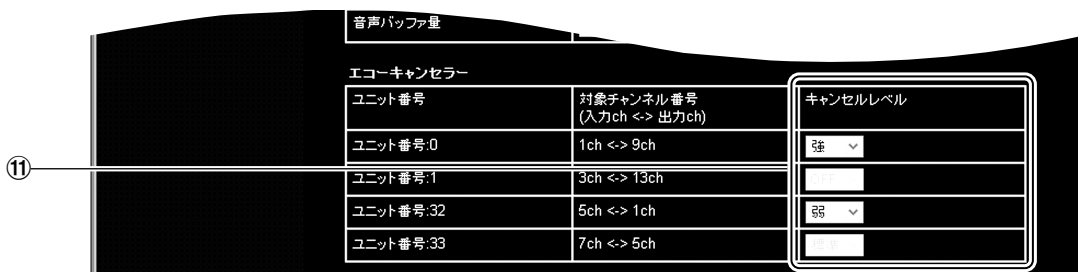 音声バッファ量
エコーキャンセラー
ユニット番号 対象チャンネル番号 キャンセルレベル
(入力ch <-> 出力ch)
ユニット番号:0 1ch <-> 9ch 強
⑪
ユニット番号:1 3ch <-> 13ch OFF
ユニット番号:32 5ch <-> 1ch 弱
ユニット番号:33 7ch <-> 5ch 標準